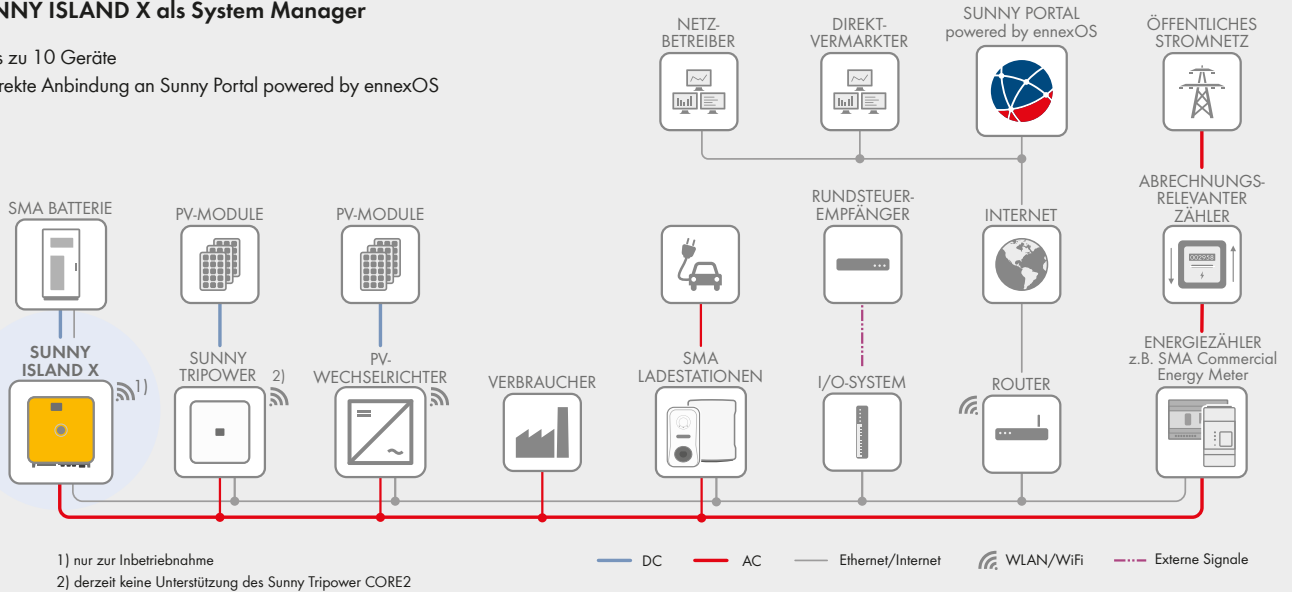 NNY ISLAND X als System Manager
s zu 10 Geräte
rekte Anbindung an Sunny Portal powered by ennexOS
NETZ-
BETREIBER
DIREKT-
VERMARKTER
SUNNY PORTAL
powered by ennexOS
ÖFFENTLICHES
STROMNETZ
SMA BATTERIE
PV-MODULE
PV-MODULE
RUNDSTEUER-
EMPFÄNGER
INTERNET
ABRECHNUNGS-
RELEVANTER
ZÄHLER
SUNNY
ISLAND X
1)
SUNNY
TRIPOWER 2)
PV-
WECHSELRICHTER
VERBRAUCHER
SMA
LADESTATIONEN
I/O-SYSTEM
ROUTER
ENERGIEZÄHLER
z.B. SMA Commercial
Energy Meter
1) nur zur Inbetriebnahme
2) derzeit keine Unterstützung des Sunny Tripower CORE2
DC
AC
Ethernet/Internet
WLAN/WiFi
Externe Signale